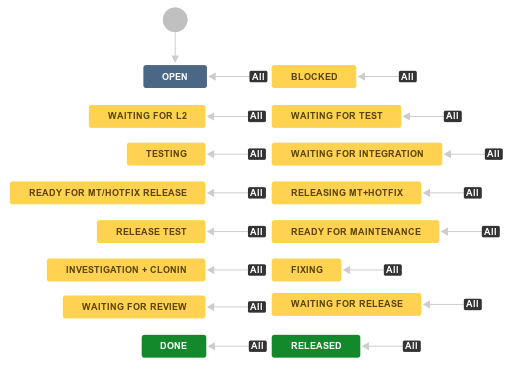 OPEN All BLOCKED All
WAITING FOR L2 All WAITING FOR TEST All
TESTING All WAITING FOR INTEGRATION All
READY FOR MT/HOTFIX RELEASE All RELEASING MT+HOTFIX All
RELEASE TEST All READY FOR MAINTENANCE All
INVESTIGATION + CLONIN All FIXING All
WAITING FOR REVIEW All WAITING FOR RELEASE All
DONE All RELEASED All